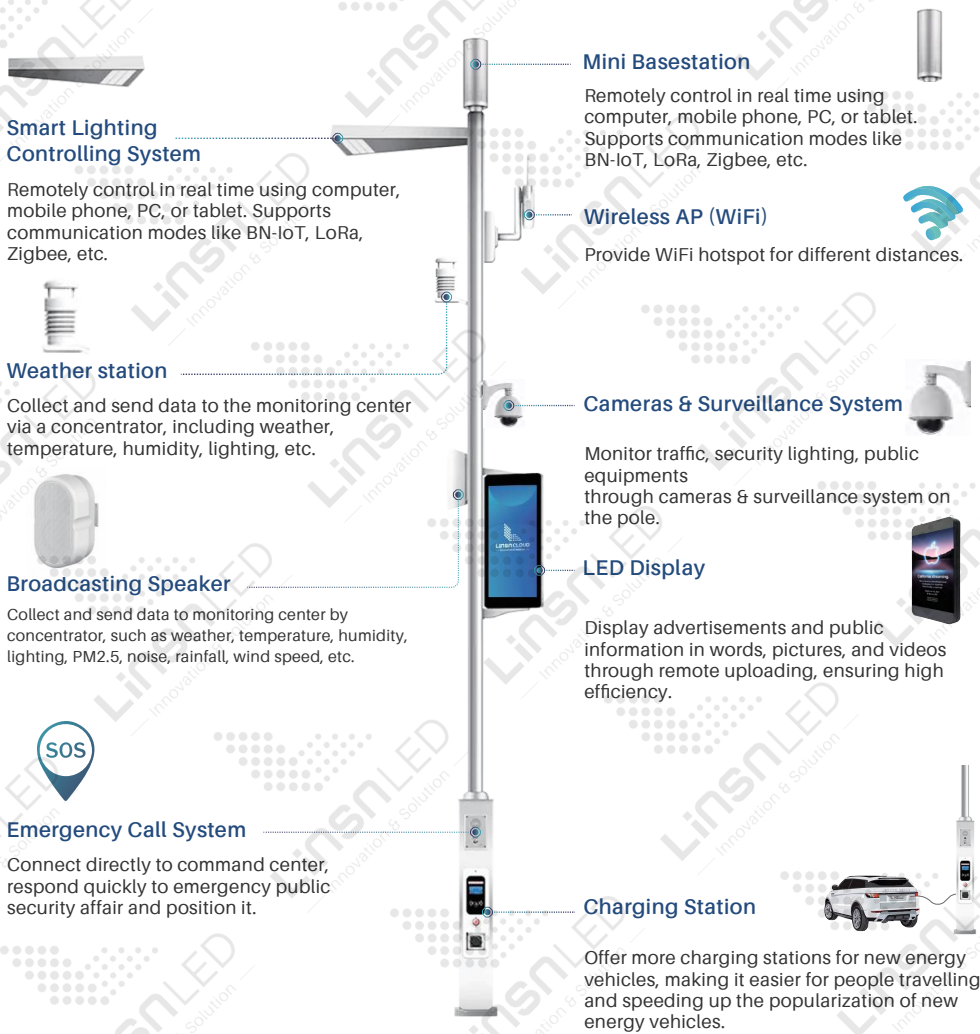 Smart Lighting
Controlling System
Remotely control in real time using computer,
mobile phone, PC, or tablet. Supports
communication modes like BN-IoT, LoRa,
Zigbee, etc.
Weather station
Collect and send data to the monitoring center
via a concentrator, including weather,
temperature, humidity, lighting, etc.
Broadcasting Speaker
Collect and send data to monitoring center by
concentrator, such as weather, temperature, humidity,
lighting, PM2.5, noise, rainfall, wind speed, etc.
SOS
Emergency Call System
Connect directly to command center,
respond quickly to emergency public
security affair and position it.
LINSNCLOUD
Mini Basestation
Remotely control in real time using
computer, mobile phone, PC, or tablet.
Supports communication modes like
BN-IoT, LoRa, Zigbee, etc.
Wireless AP (WiFi)
Provide WiFi hotspot for different distances.
Cameras & Surveillance System
Monitor traffic, security lighting, public
equipments
through cameras & surveillance system on
the pole.
LED Display
Display advertisements and public
information in words, pictures, and videos
through remote uploading, ensuring high
efficiency.
Charging Station
Offer more charging stations for new energy
vehicles, making it easier for people travelling
and speeding up the popularization of new
energy vehicles.
LINSNLED
Innovation & Solution